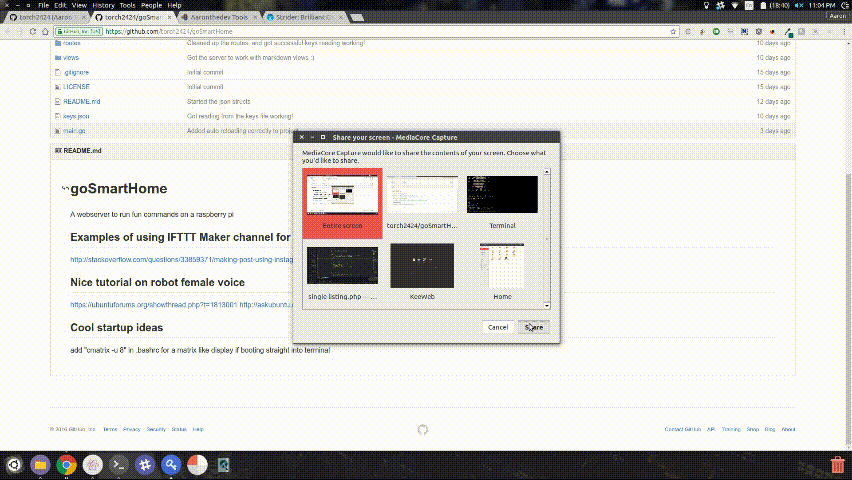 File Edit View History Tools People Help
(18:40) 11:04 PM
torch2424/goSmar
Aaronthedev Tools
Strider: Brilliant C
Aaron
GitHub, Inc. [US] https://github.com/torch2424/goSmartHome
routes Cleaned up the routes, and got successful keys reading working! 10 days ago
views Got the server to work with markdown views :) 10 days ago
.gitignore Initial commit 15 days ago
LICENSE Initial commit 15 days ago
README.md Started the json structs 12 days ago
keys.json Got reading from the keys file working! 10 days ago
main.go Added auto reloading correctly to proj 3 days ago
README.md
goSmartHome
A webserver to run fun commands on a raspberry pi
Examples of using IFTTT Maker channel for
http://stackoverflow.com/questions/33859371/making-post-using-instag
Nice tutorial on robot female voice
https://ubuntuforums.org/showthread.php?t=1813001 http://askubuntu.
Cool startup ideas
add "cmatrix -u 8" in .bashrc for a matrix like display if booting straight into terminal
Share your screen - MediaCore Capture
MediaCore Capture would like to share the contents of your screen. Choose what
you'd like to share.
Entire screen
torch2424/goSmartH...
Terminal
single-listing.php — ...
KeeWeb
Home
Cancel
Share
© 2016 GitHub, Inc. Terms Privacy Security Status Help
Contact GitHub API Training Shop Blog About